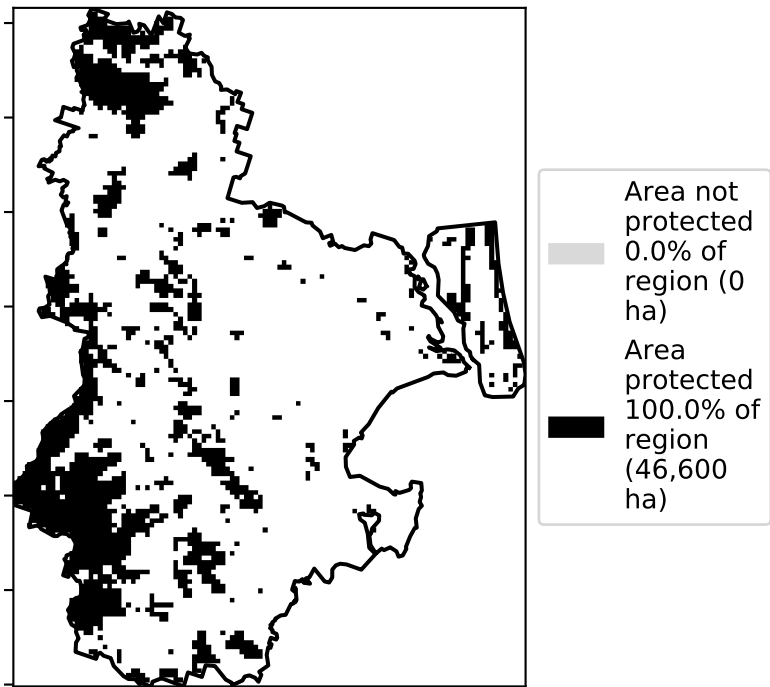 Area not
protected
0.0% of
region (0
ha)
Area
protected
100.0% of
region
(46,600
ha)